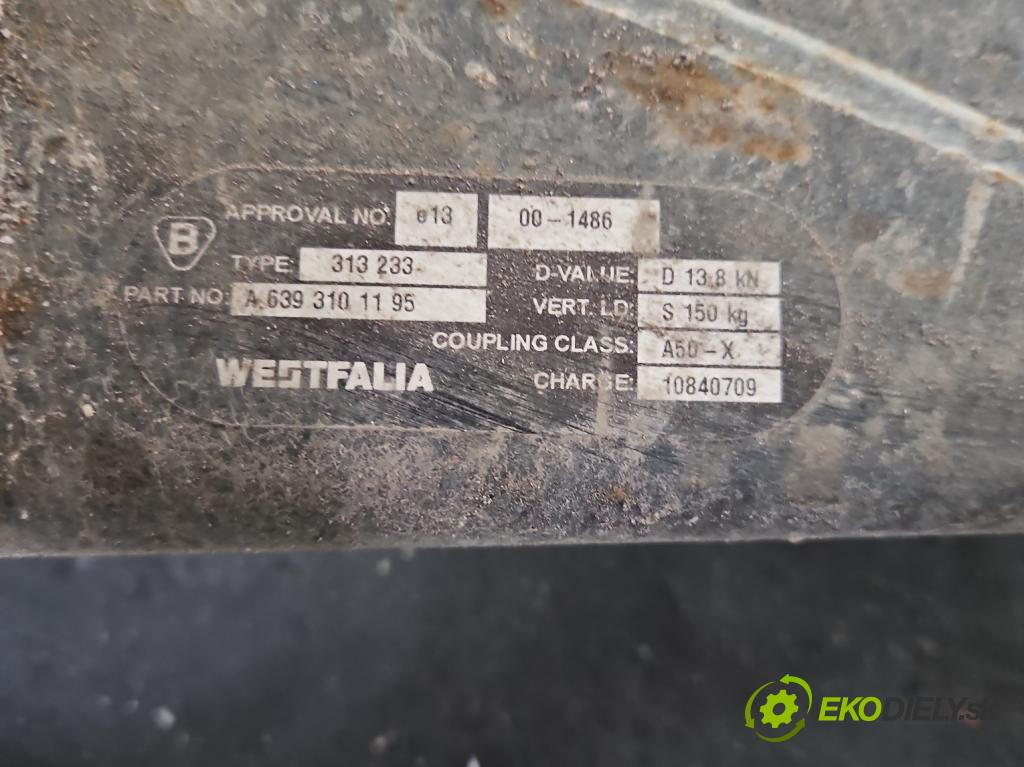 APPROVAL NO: e13 00-1486
B
TYPE: 313 233
D-VALUE: D 13.8 kN
PART NO: A 639 310 11 95
VERT. LD: S 150 kg
COUPLING CLASS: A50-X
WESTFALIA
CHARGE: 10840709
EKODIELY.sk